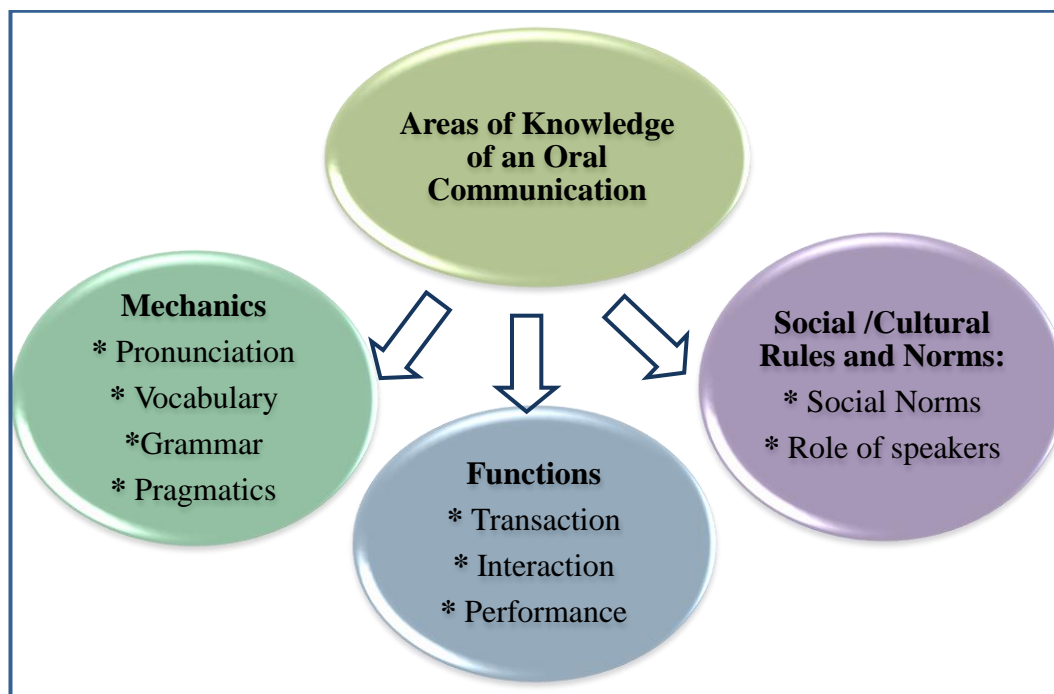 Areas of Knowledge
of an Oral
Communication
Mechanics
* Pronunciation
* Vocabulary
*Grammar
* Pragmatics
Functions
* Transaction
* Interaction
* Performance
Social /Cultural
Rules and Norms:
* Social Norms
* Role of speakers